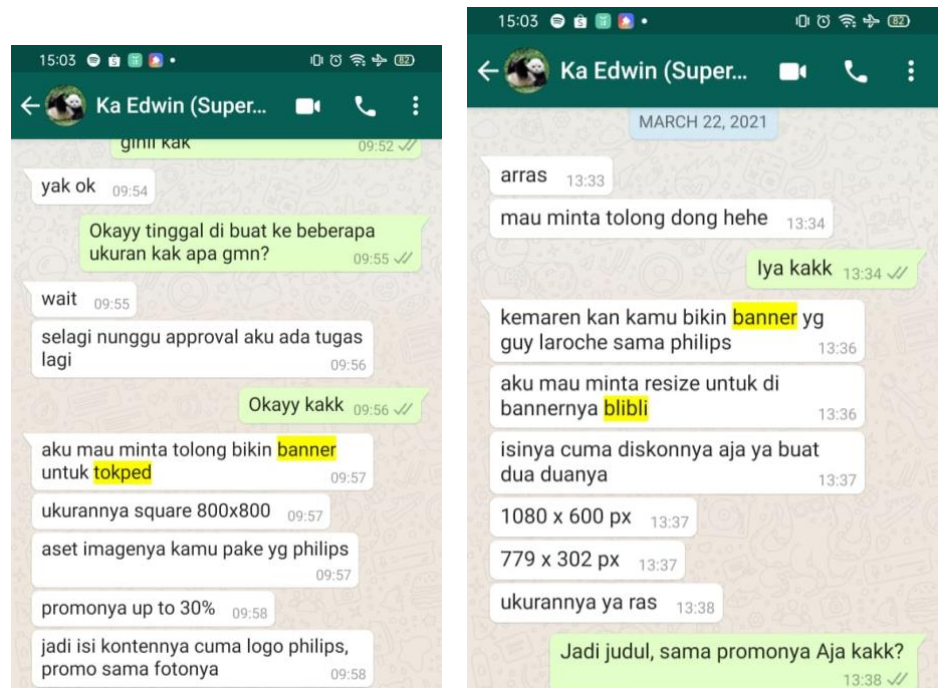 15:03
82
Ka Edwin (Super...
ginii kak
09:52
yak ok 09:54
Okayy tinggal di buat ke beberapa
ukuran kak apa gmn?
09:55
wait 09:55
selagi nunggu approval aku ada tugas
lagi
09:56
Okayy kakk 09:56
aku mau minta tolong bikin banner
untuk tokped
09:57
ukurannya square 800x800 09:57
aset imagenya kamu pake yg philips
09:57
promonya up to 30% 09:58
jadi isi kontennya cuma logo philips,
promo sama fotonya
09:58
15:03
82
Ka Edwin (Super...
MARCH 22, 2021
arras 13:33
mau minta tolong dong hehe 13:34
Iya kakk 13:34
kemaren kan kamu bikin banner yg
guy laroche sama philips
13:36
aku mau minta resize untuk di
bannernya blibli
13:36
isinya cuma diskonnya aja ya buat
dua duanya
13:37
1080 x 600 px 13:37
779 x 302 px 13:37
ukurannya ya ras 13:38
Jadi judul, sama promonya Aja kakk?
13:38